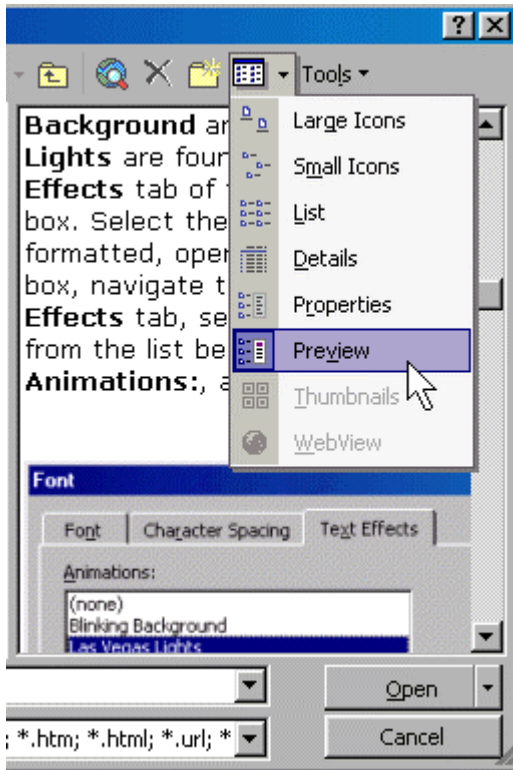 Tools
Background ar
Lights are four
Effects tab of
box. Select the
formatted, oper
box, navigate t
Effects tab, se
from the list be
Animations:, a
Large Icons
Small Icons
List
Details
Properties
Preview
Thumbnails
WebView
Font
Font Character Spacing Text Effects
Animations:
(none)
Blinking Background
Las Vegas Lights
Open
; *.htm; *.html; *.url; *
Cancel